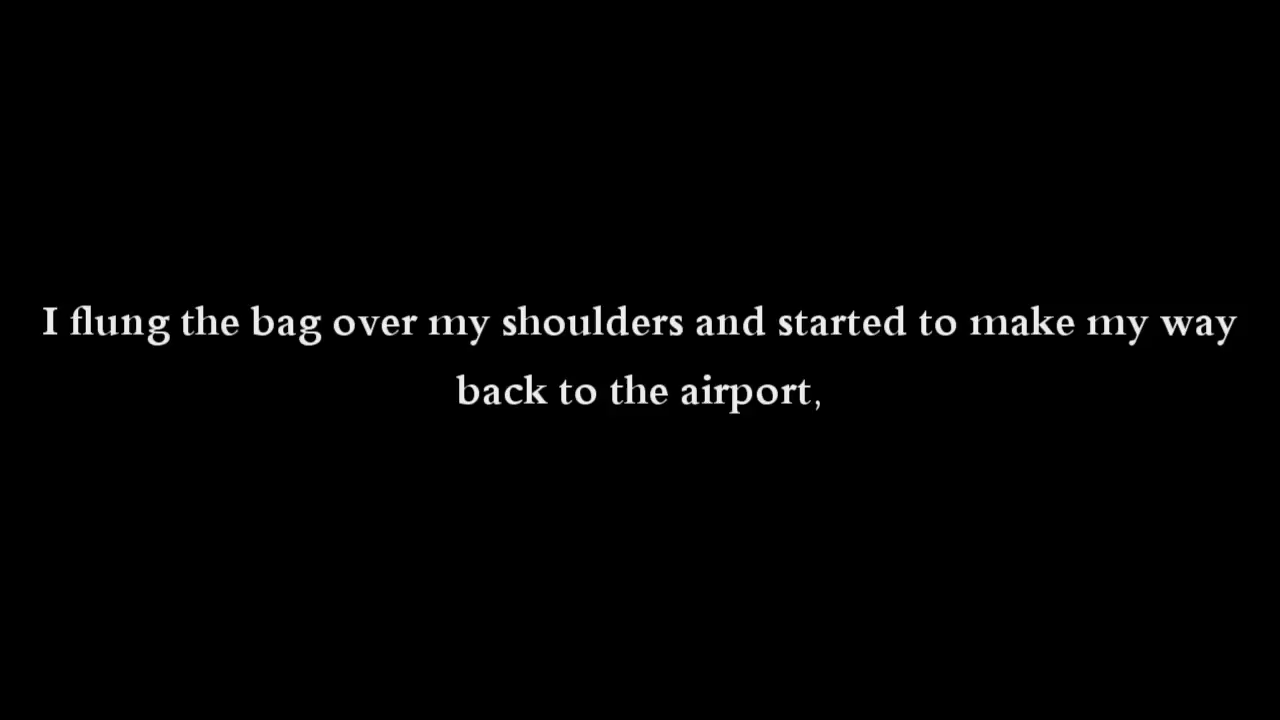 I flung the bag over my shoulders and started to make my way
back to the airport,